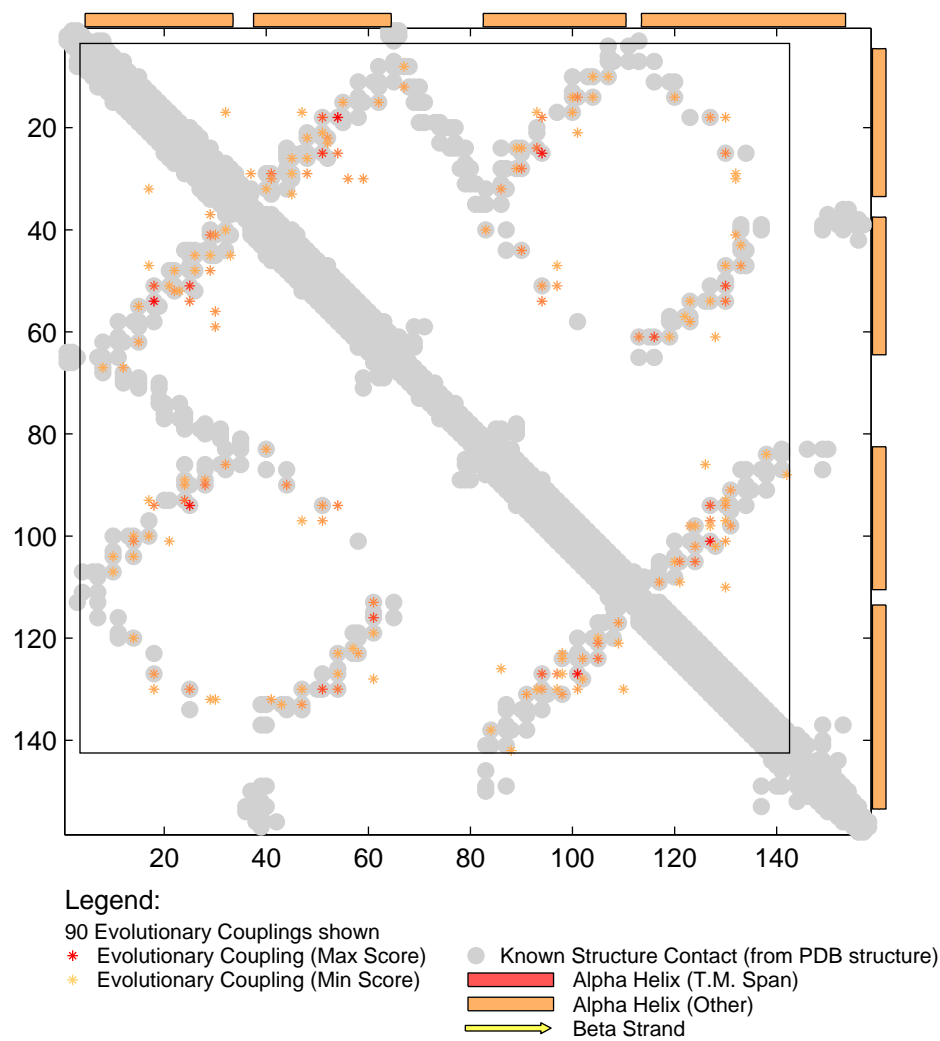 20
40
60
80
100
120
140
20 40 60 80 100 120 140
Legend:
90 Evolutionary Couplings shown
Evolutionary Coupling (Max Score)
Evolutionary Coupling (Min Score)
Known Structure Contact (from PDB structure)
Alpha Helix (T.M. Span)
Alpha Helix (Other)
Beta Strand